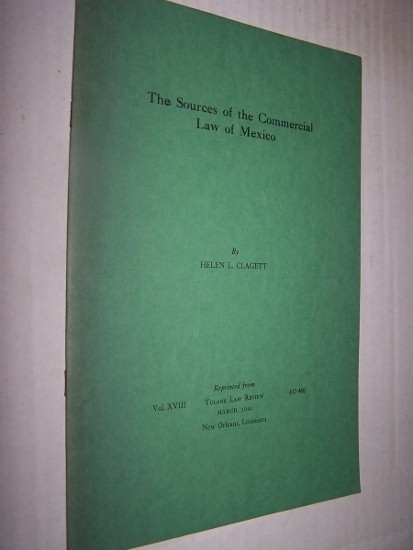 The Sources of the Commercial
Law of Mexico
By
HELEN L. CLAGETT
Reprinted from
Vol. XVIII TULANE LAW REVIEW
MARCH,
New Orleans, Louisiana